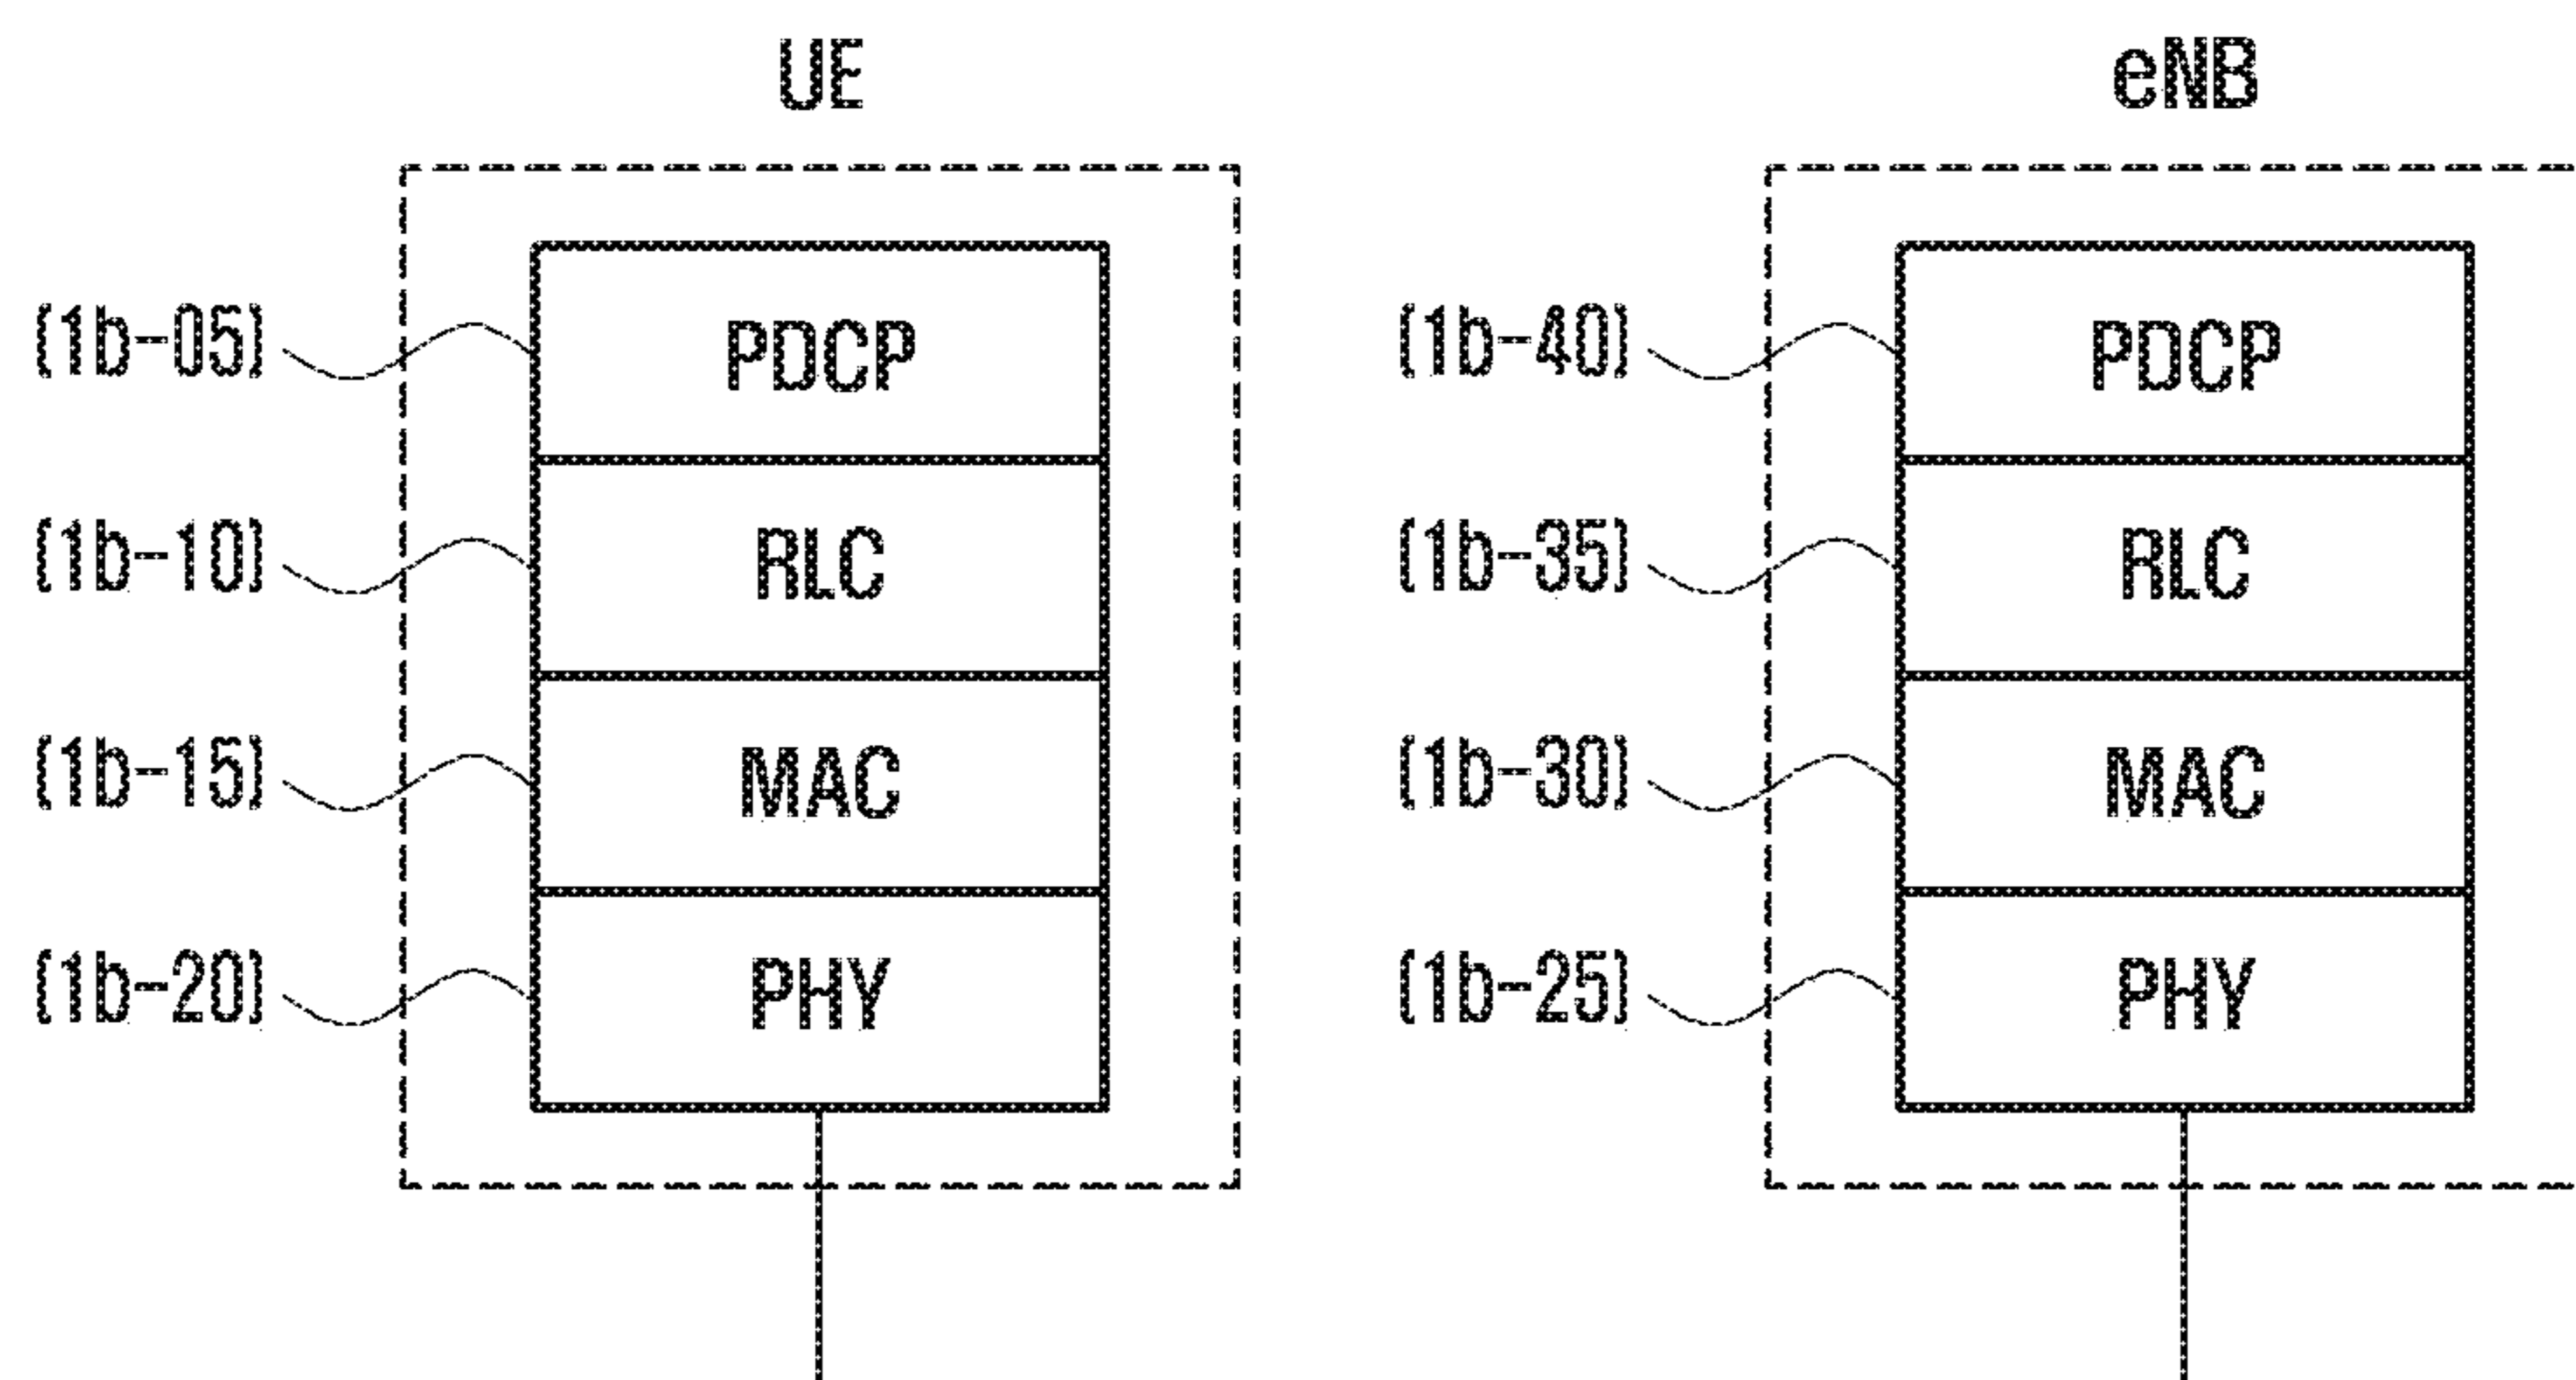 UE eNB
(1b-05) PDCP (1b-40) PDCP
(1b-10) RLC (1b-35) RLC
(1b-15) MAC (1b-30) MAC
(1b-20) PHY (1b-25) PHY